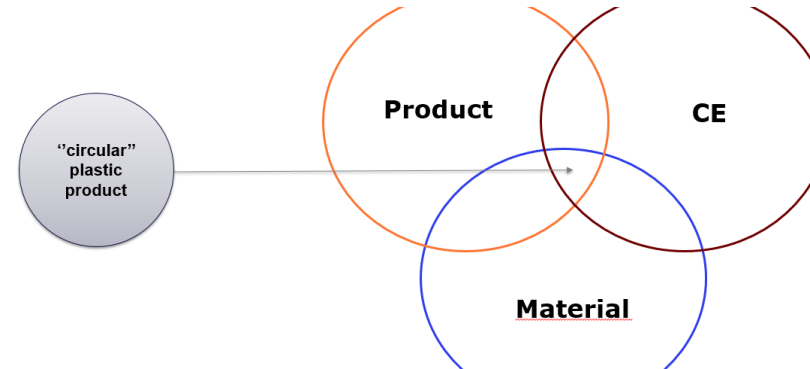 Product
CE
‘’circular’’
plastic
product
Material